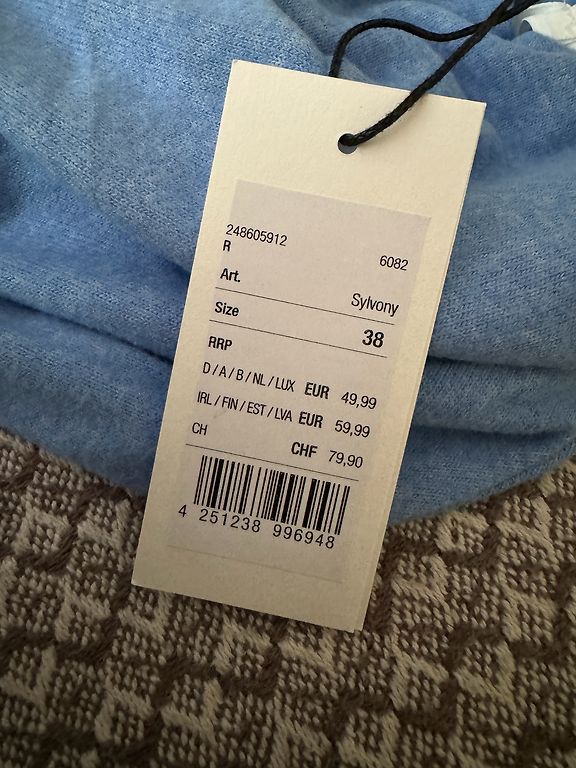 248605912
R 6082
Art. Sylvony
Size 38
RRP
D / A / B / NL / LUX EUR 49,99
IRL / FIN / EST / LVA EUR 59,99
CH CHF 79,90
4 251238 996948